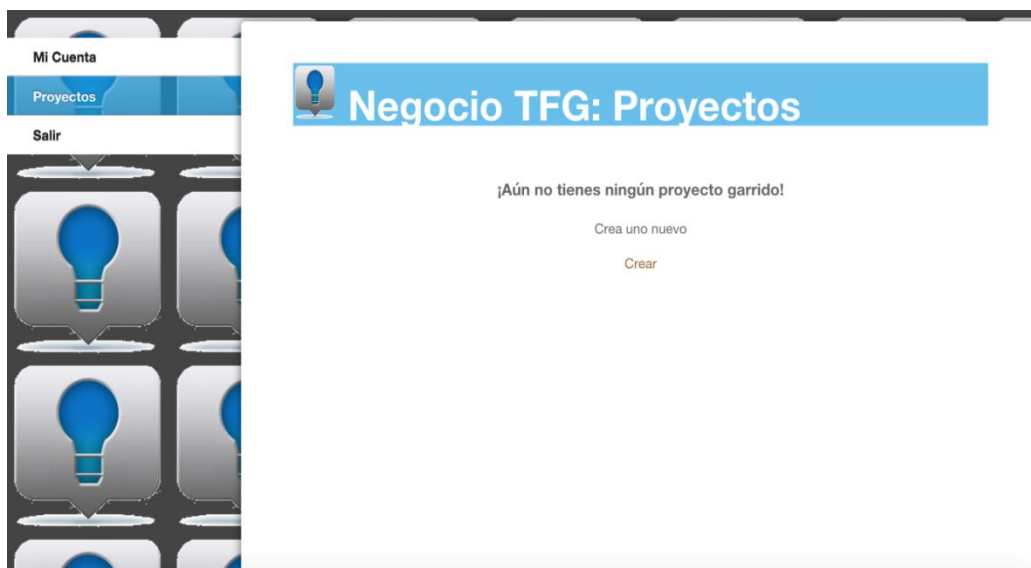 Mi Cuenta
Proyectos
Salir
Negocio TFG: Proyectos
¡Aún no tienes ningún proyecto garrido!
Crea uno nuevo
Crear